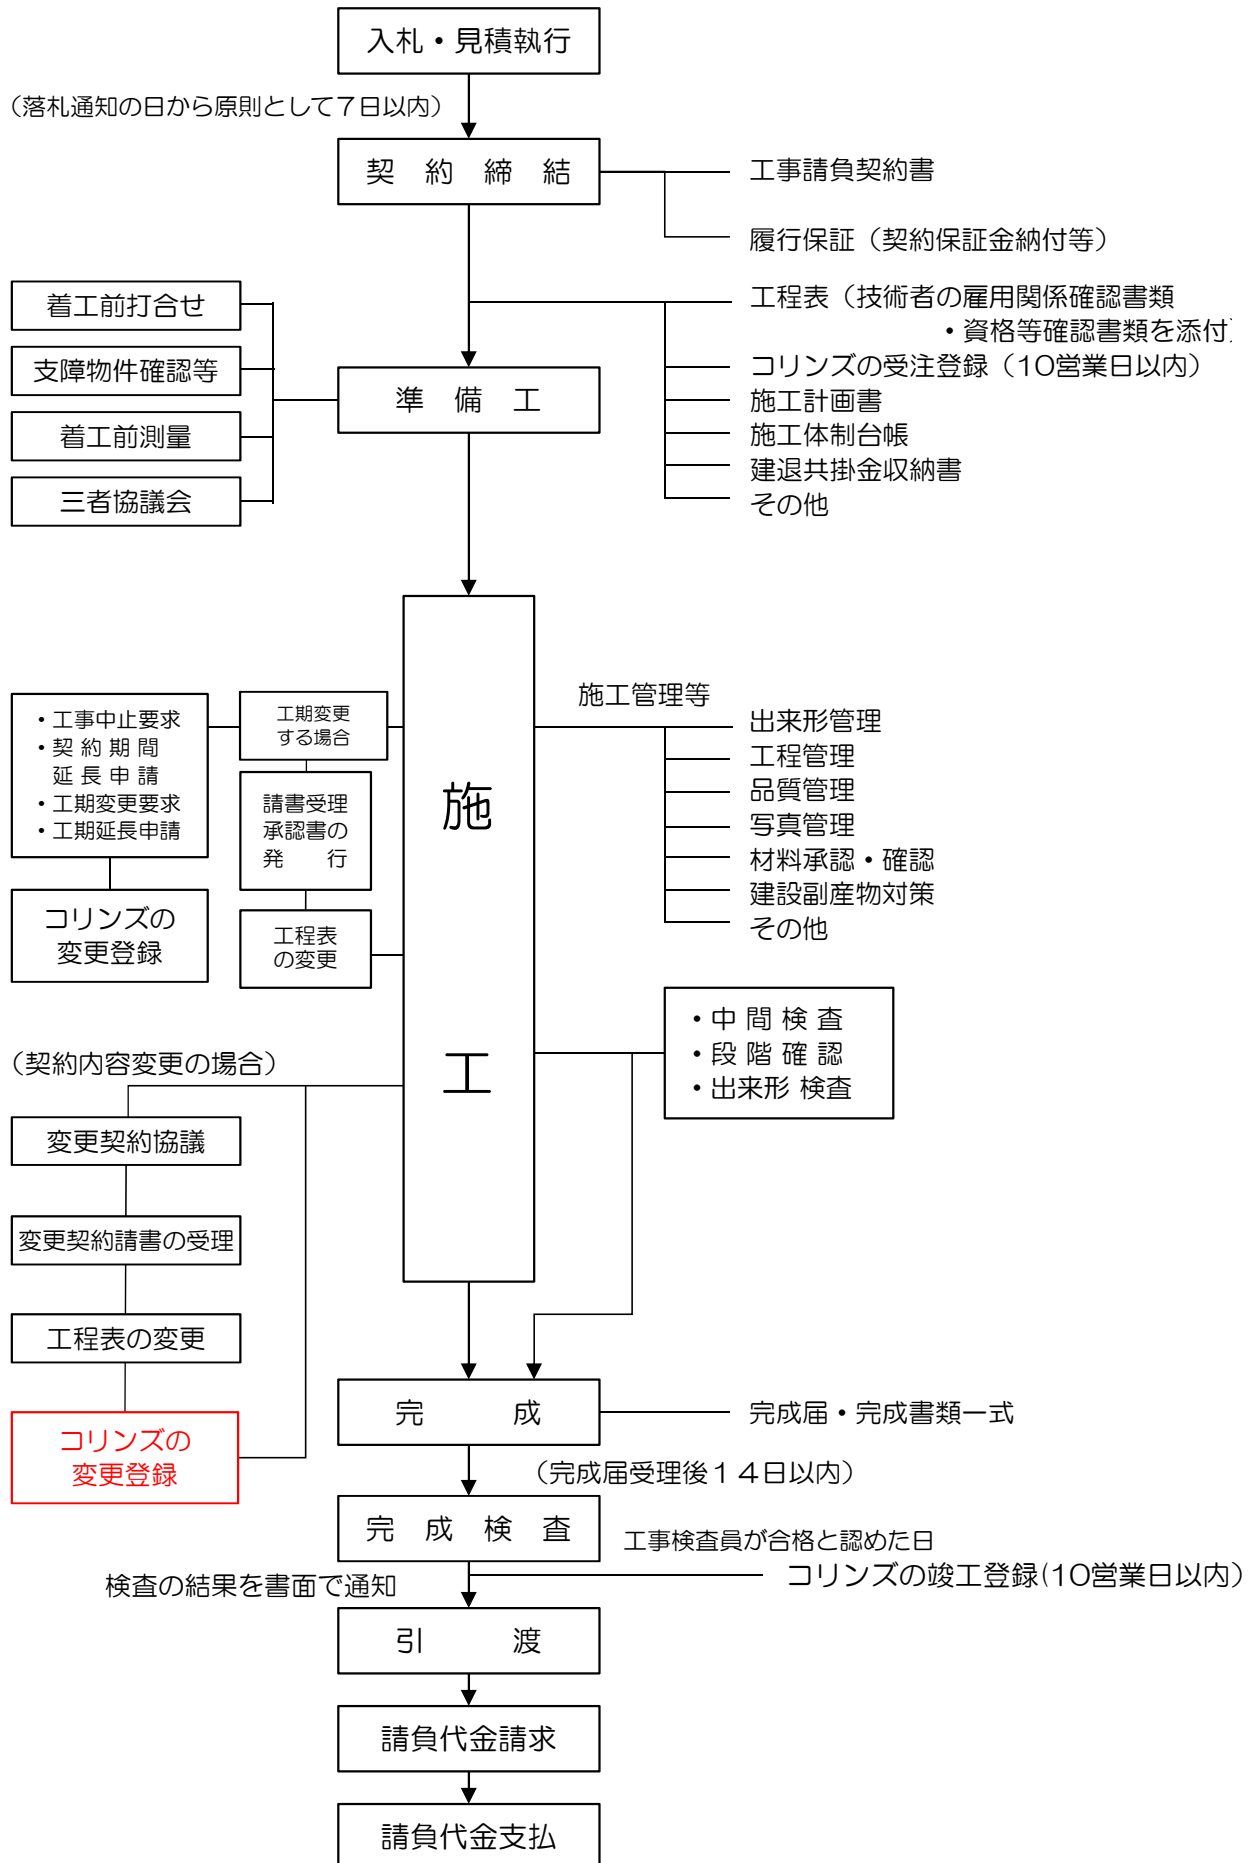 入札・見積執行
（落札通知の日から原則として７日以内）
契　約　締　結
工事請負契約書
履行保証（契約保証金納付等）
着工前打合せ
支障物件確認等
着工前測量
三者協議会
準　備　工
工程表（技術者の雇用関係確認書類
・資格等確認書類を添付）
コリンズの受注登録（10営業日以内）
施工計画書
施工体制台帳
建退共掛金収納書
その他
施
工
施工管理等
出来形管理
工程管理
品質管理
写真管理
材料承認・確認
建設副産物対策
その他
・工事中止要求
・契 約 期 間
延 長 申 請
・工期変更要求
・工期延長申請
工期変更
する場合
請書受理
承認書の
発　　行
工程表
の変更
コリンズの
変更登録
・中 間 検 査
・段 階 確 認
・出来形 検査
（契約内容変更の場合）
変更契約協議
変更契約請書の受理
工程表の変更
コリンズの
変更登録
完　　　成
完成届・完成書類一式
（完成届受理後１４日以内）
完　成　検　査
工事検査員が合格と認めた日
検査の結果を書面で通知
コリンズの竣工登録(10営業日以内）
引　　　渡
請負代金請求
請負代金支払